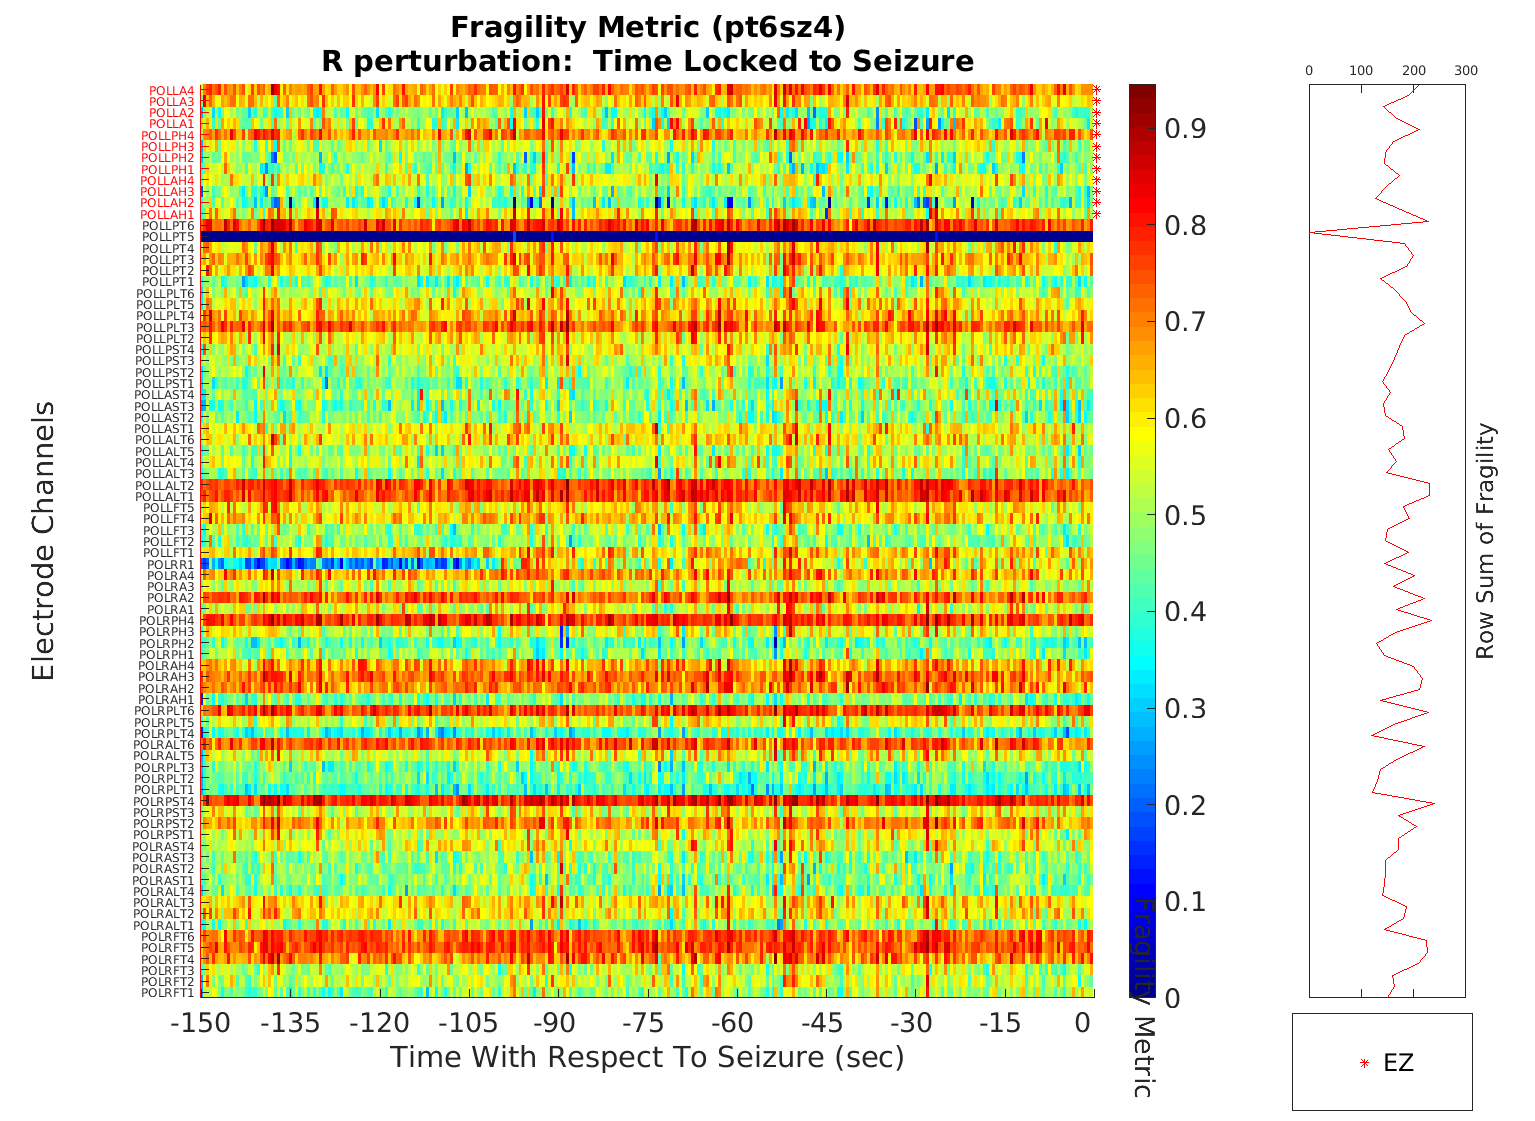 Fragility Metric (pt6sz4)
R perturbation:  Time Locked to Seizure
Electrode Channels
POLLA4
POLLA3
POLLA2
POLLA1
POLLPH4
POLLPH3
POLLPH2
POLLPH1
POLLAH4
POLLAH3
POLLAH2
POLLAH1
POLLPT6
POLLPT5
POLLPT4
POLLPT3
POLLPT2
POLLPT1
POLLPLT6
POLLPLT5
POLLPLT4
POLLPLT3
POLLPLT2
POLLPST4
POLLPST3
POLLPST2
POLLPST1
POLLAST4
POLLAST3
POLLAST2
POLLAST1
POLLALT6
POLLALT5
POLLALT4
POLLALT3
POLLALT2
POLLALT1
POLLFT5
POLLFT4
POLLFT3
POLLFT2
POLLFT1
POLRR1
POLRA4
POLRA3
POLRA2
POLRA1
POLRPH4
POLRPH3
POLRPH2
POLRPH1
POLRAH4
POLRAH3
POLRAH2
POLRAH1
POLRPLT6
POLRPLT5
POLRPLT4
POLRALT6
POLRALT5
POLRPLT3
POLRPLT2
POLRPLT1
POLRPST4
POLRPST3
POLRPST2
POLRPST1
POLRAST4
POLRAST3
POLRAST2
POLRAST1
POLRALT4
POLRALT3
POLRALT2
POLRALT1
POLRFT6
POLRFT5
POLRFT4
POLRFT3
POLRFT2
POLRFT1
-150 -135 -120 -105 -90 -75 -60 -45 -30 -15 0
Time With Respect To Seizure (sec)
0.9
0.8
0.7
0.6
0.5
0.4
0.3
0.2
0.1
0
Fragility Metric
0 100 200 300
Row Sum of Fragility
EZ